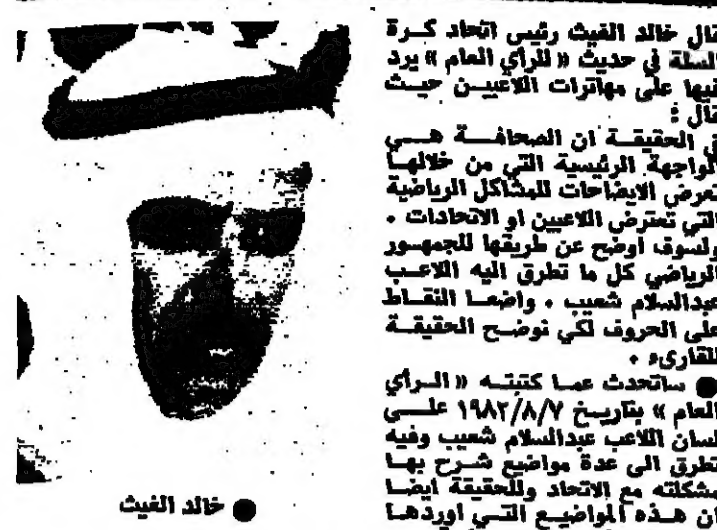 قال خالد الغيث رئيس اتحاد كرة
السلة في حديث « للرأي العام » يرد
فيها على مهاترات اللاعبين حيث
قال :
في الحقيقة ان الصحافة هي
الواجهة الرئيسية التي من خلالها
تعرض الايضاحات للمشاكل الرياضية
التي تعترض اللاعبين او الاتحادات .
ولسوف اوضح عن طريقها للجمهور
الرياضي كل ما تطرق اليه اللاعب
عبدالسلام شعيب ، واضعا النقاط
على الحروف لكي نوضح الحقيقة
للقارىء .
● ساتحدث عما كتبته « الرأي
العام » بتاريخ ١٩٨٢/٨/٧ على
لسان اللاعب عبدالسلام شعيب وفيه
تطرق الى عدة مواضيع شرح بها
مشكلته مع الاتحاد وللحقيقة ايضا
ان هذه المواضيع التي اوردها
● خالد الغيث